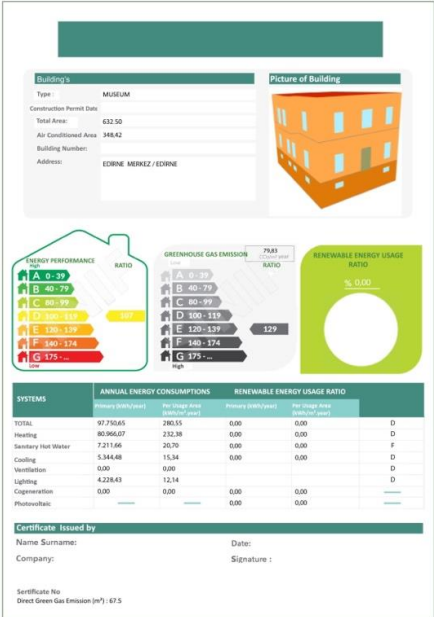 Building's
Picture of Building
Type :
MUSEUM
Construction Permit Date
Total Area:
632.50
Air Conditioned Area
348,42
Building Number:
Address:
EDIRNE MERKEZ / EDIRNE
ENERGY PERFORMANCE
High
RATIO
A 0 - 39
B 40 - 79
C 80 - 99
D 100 - 119
107
E 120 - 139
F 140 - 174
G 175 - ...
Low
GREENHOUSE GAS EMISSION
79,83
RATIO
A 0 - 39
B 40 - 79
C 80 - 99
D 100 - 119
E 120 - 139
129
F 140 - 174
G 175 - ...
High
RENEWABLE ENERGY USAGE
RATIO
% 0,00
SYSTEMS
ANNUAL ENERGY CONSUMPTIONS
RENEWABLE ENERGY USAGE RATIO
Primary (kWh/year)
Per Usage Area
(kWh/m² year)
Primary (kWh/year)
Per Usage Area
(kWh/m² year)
TOTAL 97.750,65 280,55 0,00 0,00 D
Heating 80.966,07 232,38 0,00 0,00 D
Sanitary Hot Water 7.211,66 20,70 0,00 0,00 F
Cooling 5.344,48 15,34 0,00 0,00 D
Ventilation 0,00 0,00 D
Lighting 4.228,43 12,14 D
Cogeneration 0,00 0,00 0,00 0,00
Photovoltaic 0,00 0,00
Certificate Issued by
Name Surname:
Date:
Company:
Signature :
Sertificate No
Direct Green Gas Emission (m²) : 67.5